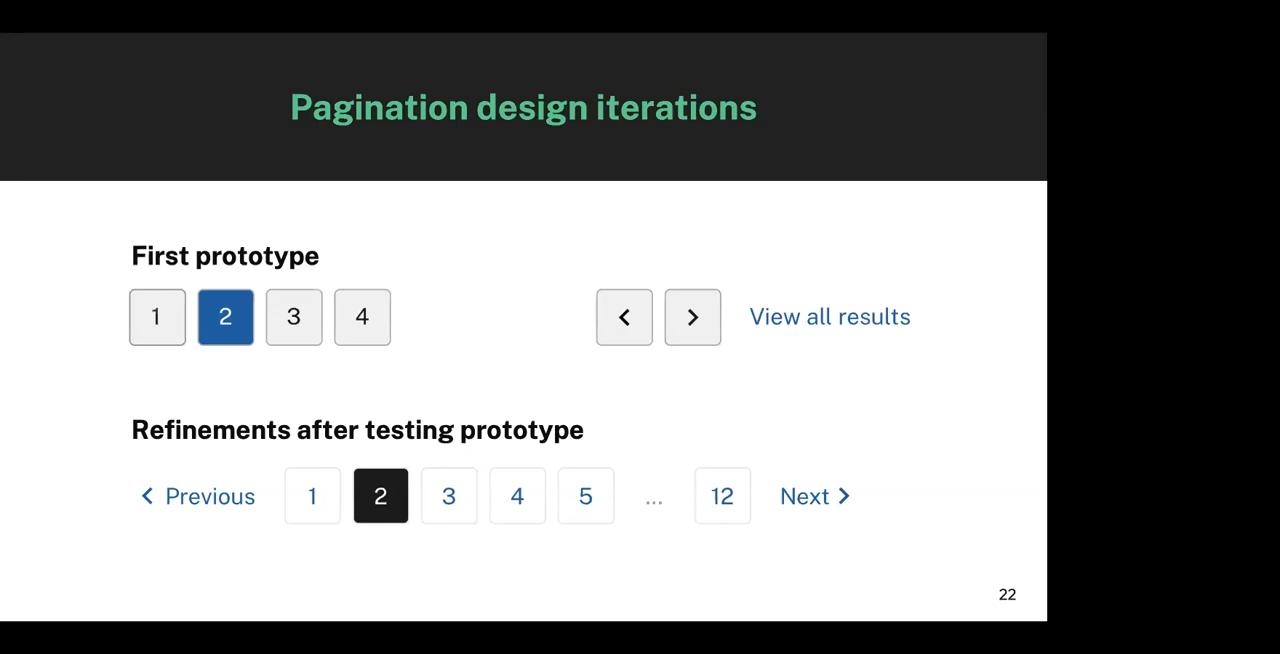 Pagination design iterations
First prototype
1 2 3 4 < > View all results
Refinements after testing prototype
< Previous 1 2 3 4 5 ... 12 Next >
22